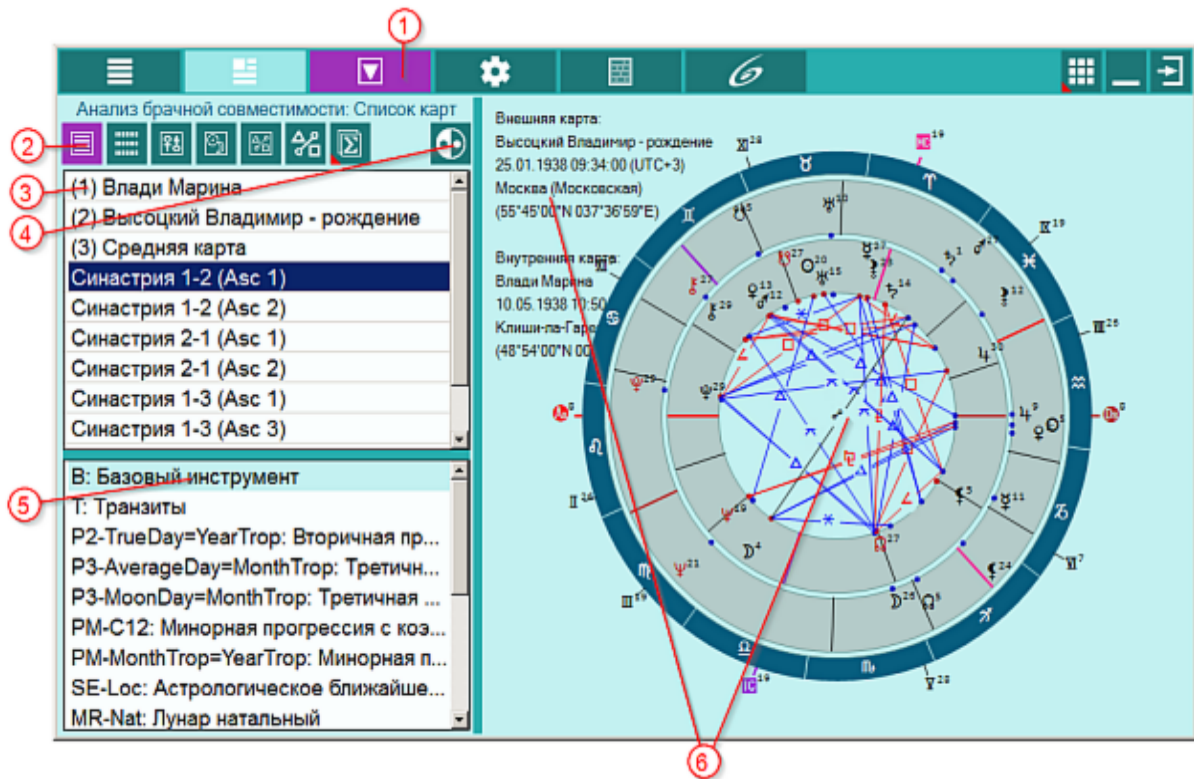 1
Анализ брачной совместимости: Список карт
2
3
4
(1) Влади Марина
(2) Высоцкий Владимир - рождение
(3) Средняя карта
Синастрия 1-2 (Asc 1)
Синастрия 1-2 (Asc 2)
Синастрия 2-1 (Asc 1)
Синастрия 2-1 (Asc 2)
Синастрия 1-3 (Asc 1)
Синастрия 1-3 (Asc 3)
5
В: Базовый инструмент
Т: Транзиты
P2-TrueDay=YearTrop: Вторичная пр...
P3-AverageDay=MonthTrop: Третичн...
P3-MoonDay=MonthTrop: Третичная ...
PM-C12: Минорная прогрессия с коэ...
PM-MonthTrop=YearTrop: Минорная п...
SE-Loc: Астрологическое ближайше...
MR-Nat: Лунар натальный
Внешняя карта:
Высоцкий Владимир - рождение
25.01.1938 09:34:00 (UTC+3)
Москва (Московская)
(55°45'00"N 037°36'59"E)
Внутренняя карта:
Влади Марина
10.05.1938 10:50
(48°54'00"N 00
6